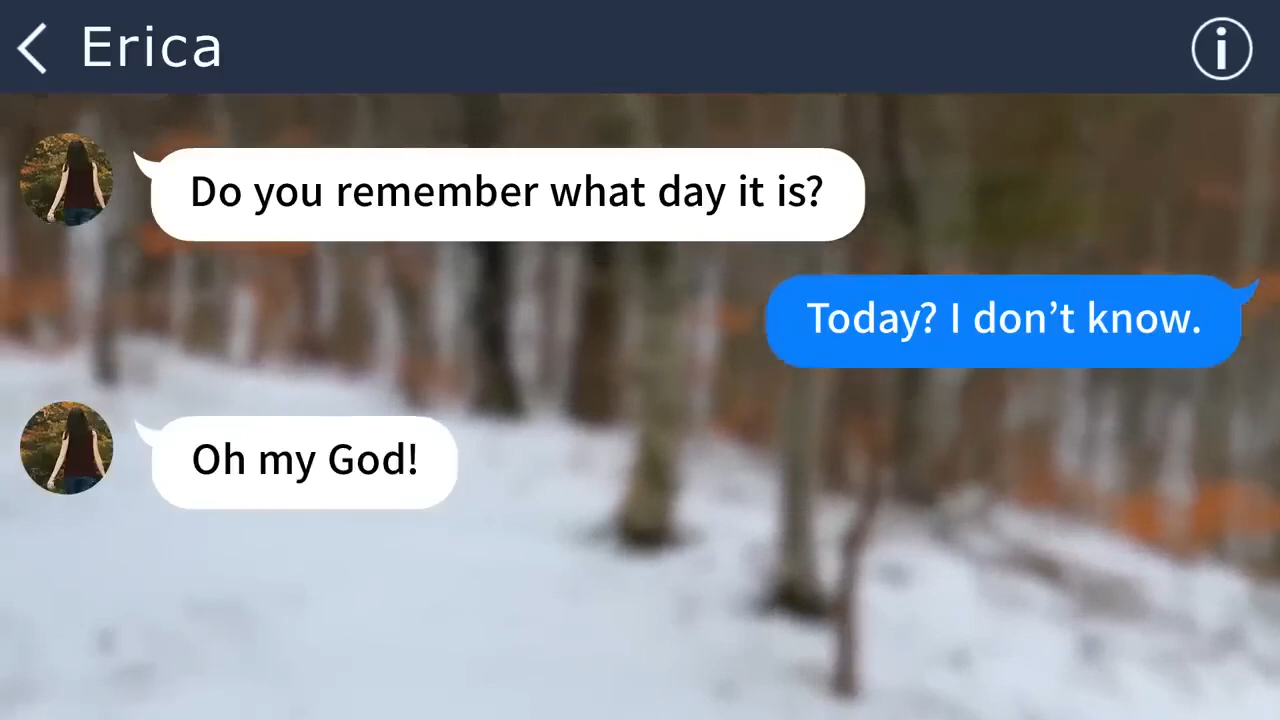 Erica
Do you remember what day it is?
Today? I don’t know.
Oh my God!